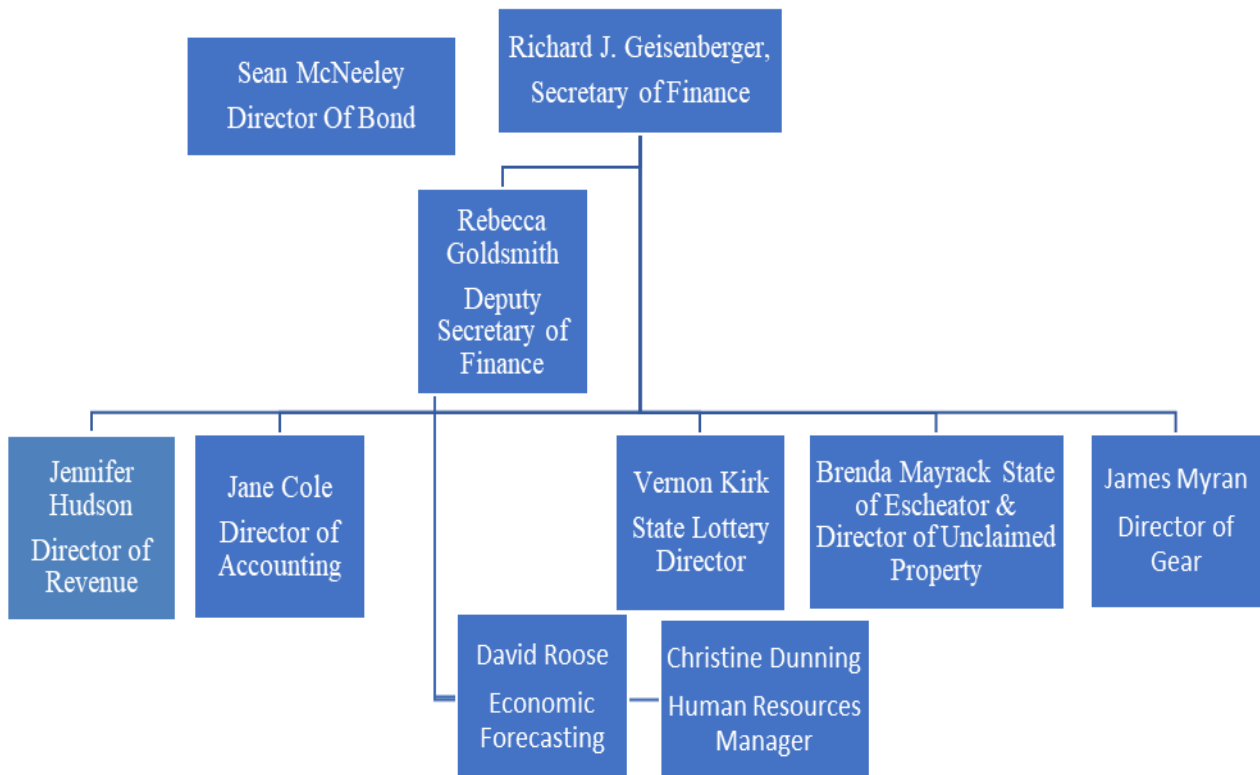 Sean McNeeley
Director Of Bond
Richard J. Geisenberger,
Secretary of Finance
Rebecca
Goldsmith
Deputy
Secretary of
Finance
Jennifer
Hudson
Director of
Revenue
Jane Cole
Director of
Accounting
Vernon Kirk
State Lottery
Director
Brenda Mayrack State
of Escheator &
Director of Unclaimed
Property
James Myran
Director of
Gear
David Roose
Economic
Forecasting
Christine Dunning
Human Resources
Manager